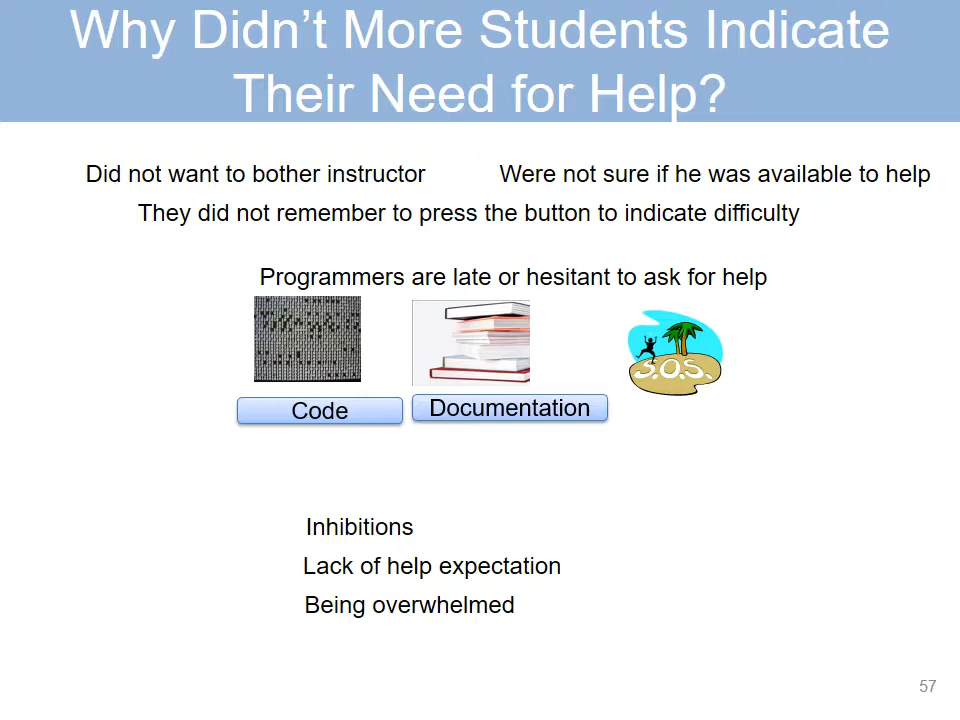 Why Didn't More Students Indicate
Their Need for Help?
Did not want to bother instructor
Were not sure if he was available to help
They did not remember to press the button to indicate difficulty
Programmers are late or hesitant to ask for help
S.O.S.
Code
Documentation
Inhibitions
Lack of help expectation
Being overwhelmed
57